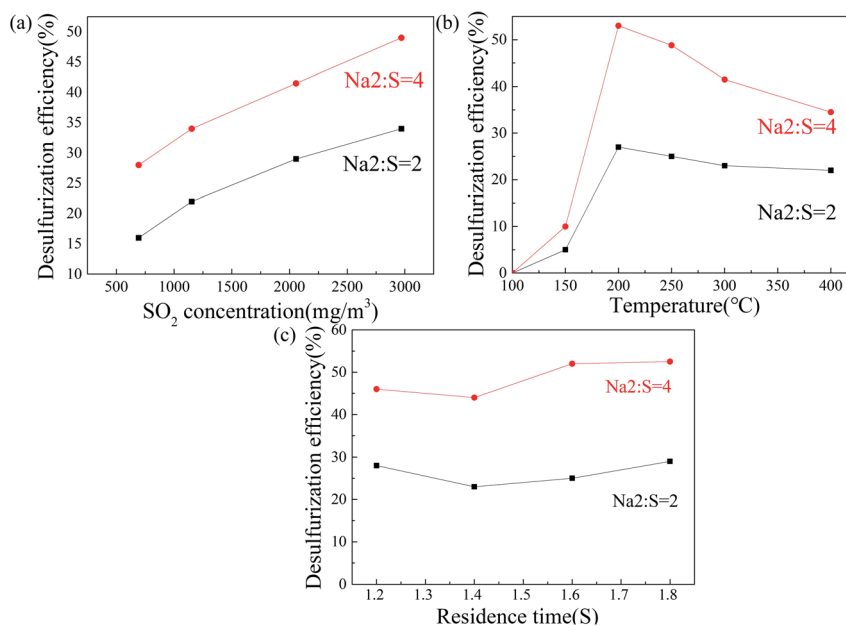 (a)
Desulfurization efficiency(%)
50
45
40
35
30
25
20
15
10
Na2:S=4
Na2:S=2
500 1000 1500 2000 2500 3000
SO₂ concentration(mg/m³)
(b)
Desulfurization efficiency(%)
50
40
30
20
10
0
Na2:S=4
Na2:S=2
100 150 200 250 300 350 400
Temperature(℃)
(c)
Desulfurization efficiency(%)
60
50
40
30
20
10
0
Na2:S=4
Na2:S=2
1.2 1.3 1.4 1.5 1.6 1.7 1.8
Residence time(S)